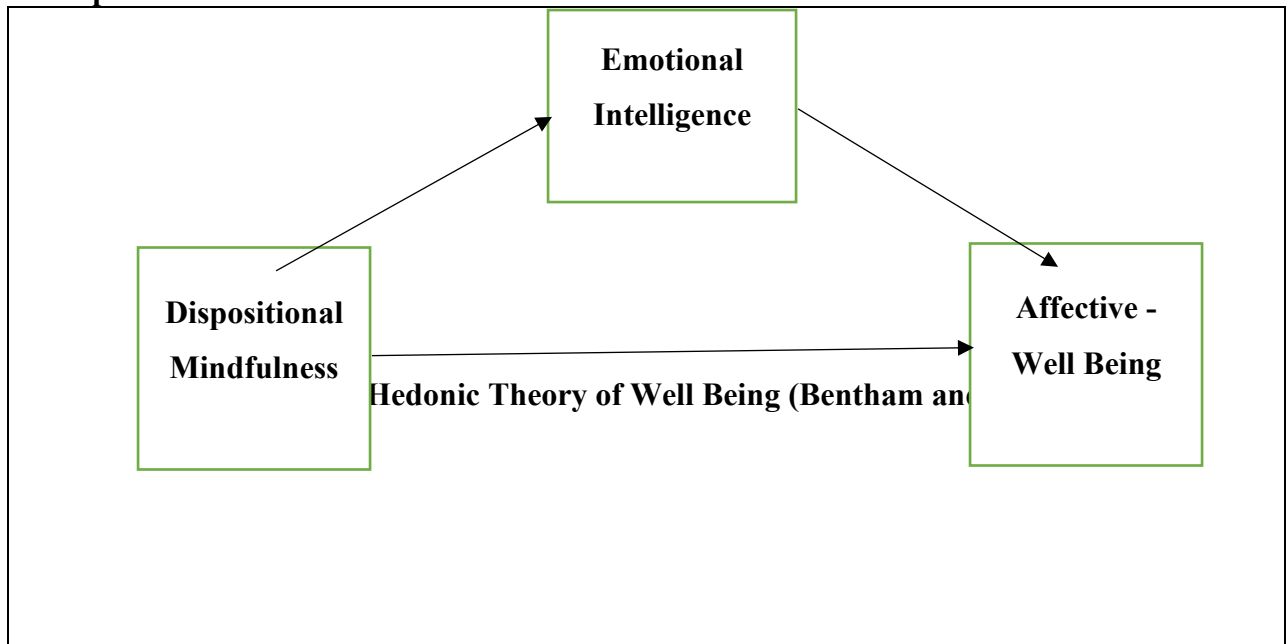 Emotional
Intelligence
Dispositional
Mindfulness
Affective -
Well Being
Hedonic Theory of Well Being (Bentham